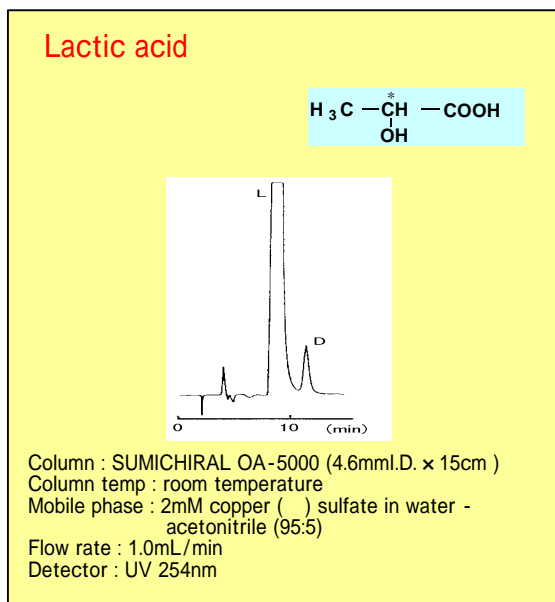 Lactic acid
*
H3C—CH—COOH
OH
L
D
0 10 (min)
Column : SUMICHIRAL OA-5000 (4.6mmI.D. × 15cm )
Column temp : room temperature
Mobile phase : 2mM copper (   ) sulfate in water -
acetonitrile (95:5)
Flow rate : 1.0mL/min
Detector : UV 254nm